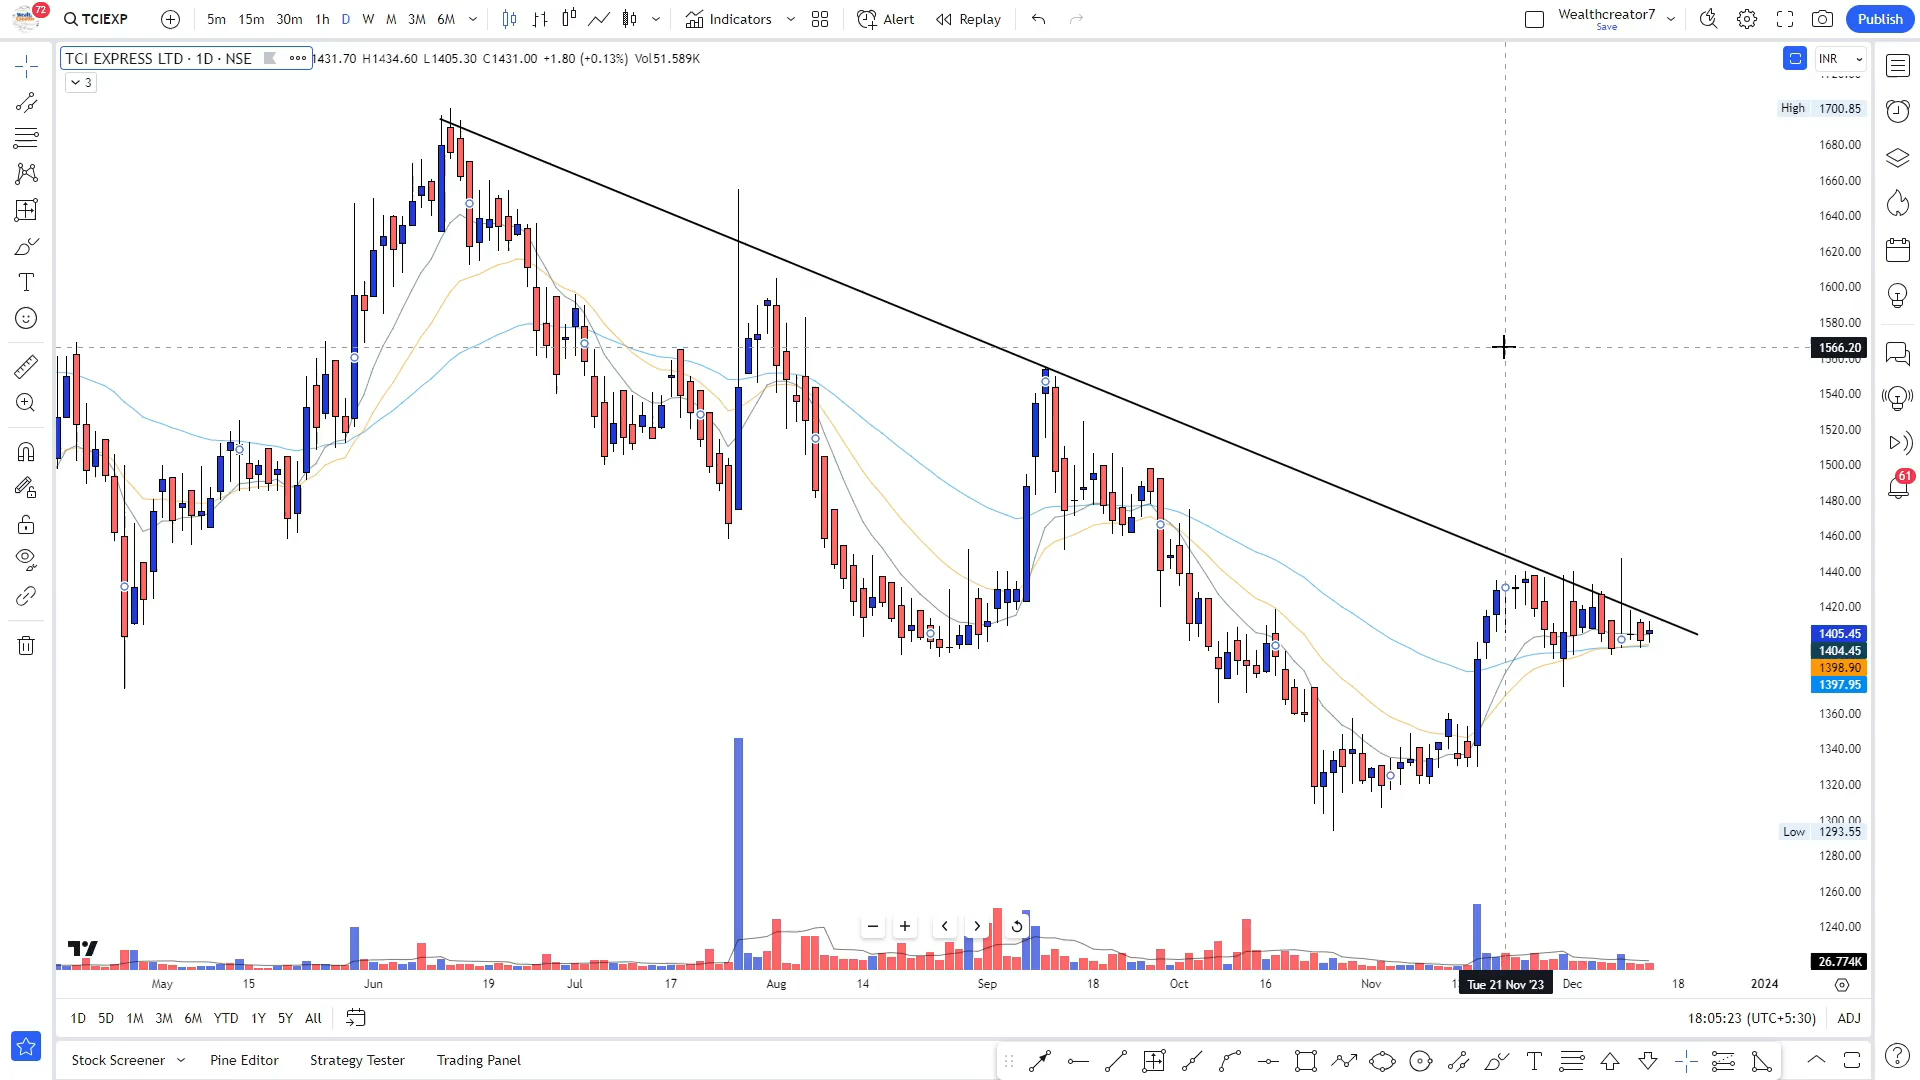 72
TCIEXP
5m 15m 30m 1h D W M 3M 6M
Indicators
Alert
Replay
Wealthcreator7
Save
Publish
TCI EXPRESS LTD · 1D · NSE
1431.70 H1434.60 L1405.30 C1431.00 +1.80 (+0.13%) Vol51.589K
INR
3
High 1700.85
1680.00
1660.00
1640.00
1620.00
1600.00
1580.00
1566.20
1540.00
1520.00
1500.00
1480.00
1460.00
61
1440.00
1420.00
1405.45
1404.45
1398.90
1397.95
1360.00
1340.00
1320.00
1300.00
Low 1293.55
1280.00
1260.00
1240.00
26.774K
May 15 Jun 19 Jul 17 Aug 14 Sep 18 Oct 16 Nov Tue 21 Nov '23 Dec 18 2024
1D 5D 1M 3M 6M YTD 1Y 5Y All
18:05:23 (UTC+5:30) ADJ
Stock Screener Pine Editor Strategy Tester Trading Panel